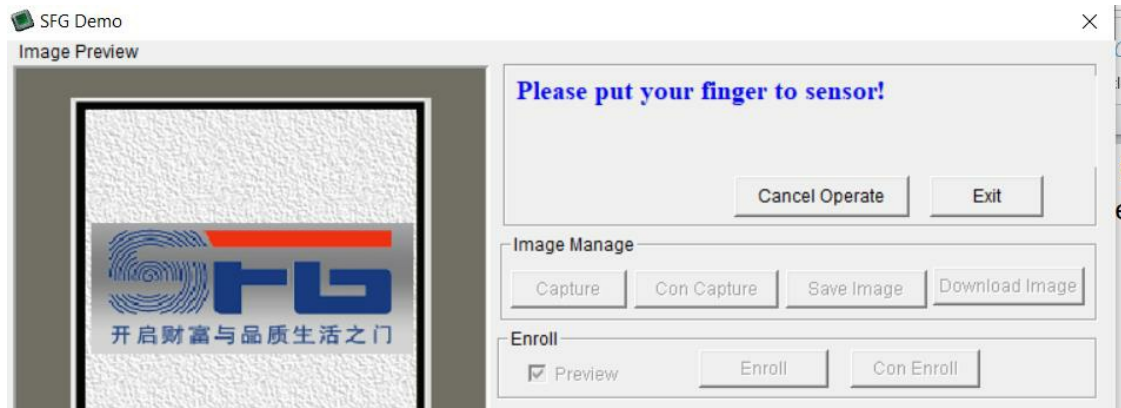 SFG Demo
Image Preview
Please put your finger to sensor!
Cancel Operate
Exit
SFG
开启财富与品质生活之门
Image Manage
Capture
Con Capture
Save Image
Download Image
Enroll
Preview
Enroll
Con Enroll